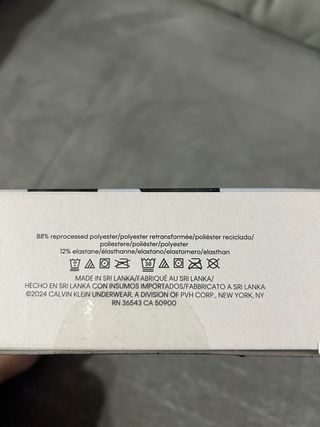 88% reprocessed polyester/polyester retransformée/poliéster reciclado/
poliestere/poliéster/polyester
12% elastane/élasthanne/elastano/elastomero/elasthan
30
MADE IN SRI LANKA/FABRIQUÉ AU SRI LANKA/
HECHO EN SRI LANKA CON INSUMOS IMPORTADOS/FABBRICATO A SRI LANKA
©2024 CALVIN KLEIN UNDERWEAR, A DIVISION OF PVH CORP., NEW YORK, NY
RN 36543 CA 50900